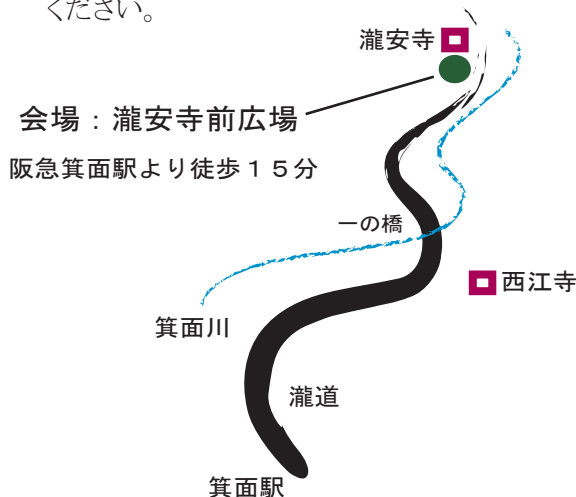 ください。
瀧安寺
会場：瀧安寺前広場
阪急箕面駅より徒歩１５分
一の橋
西江寺
箕面川
瀧道
箕面駅